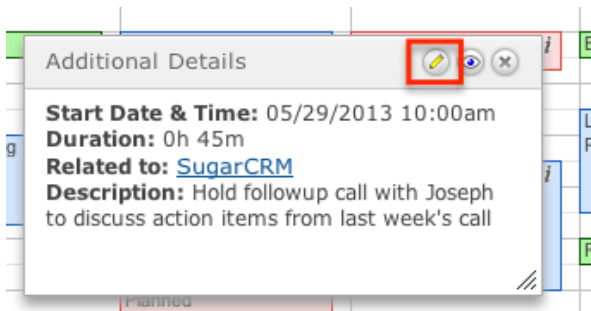 Additional Details
i
Start Date & Time: 05/29/2013 10:00am
Duration: 0h 45m
Related to: SugarCRM
Description: Hold followup call with Joseph
to discuss action items from last week's call
g
i
Planned